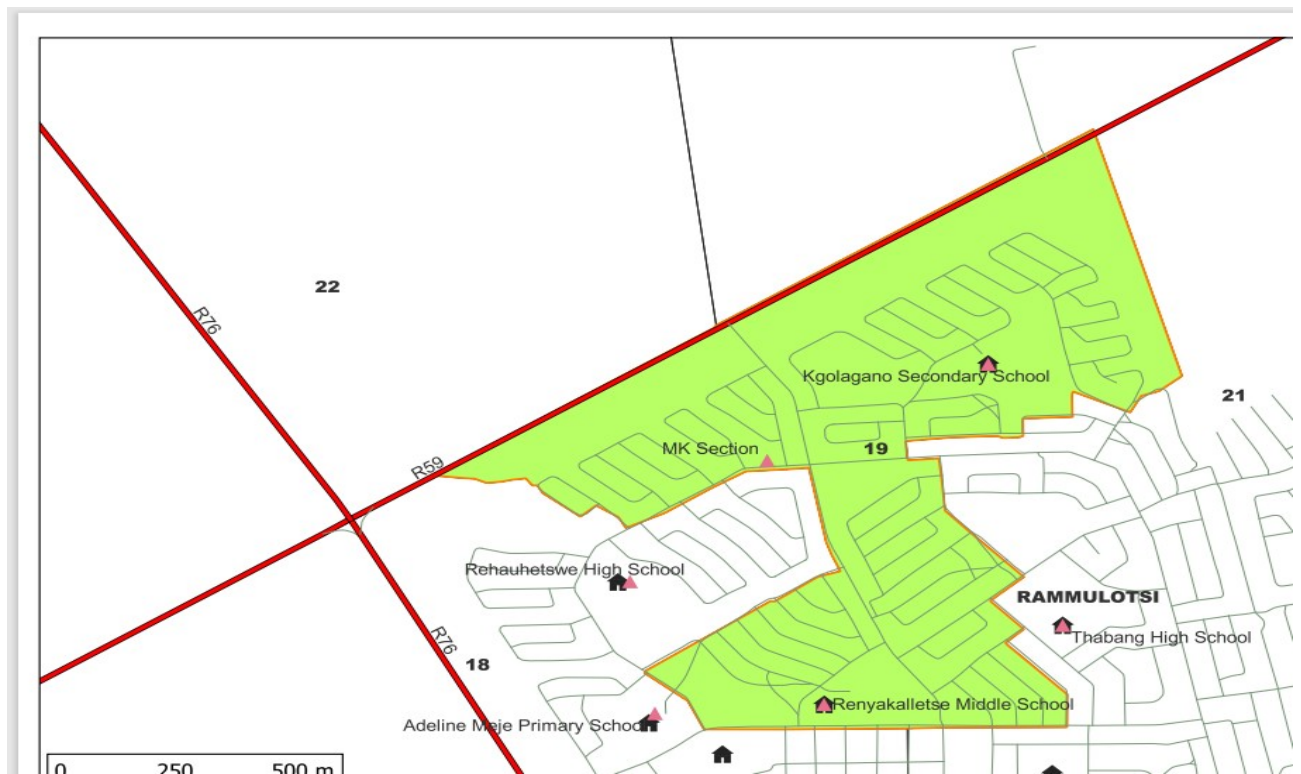 22
R76
Kgolagano Secondary School
21
MK Section
19
R59
Rehauhetswe High School
RAMMULOTSI
R76
Thabang High School
18
Renyakalletse Middle School
Adeline Meje Primary School
0 250 500 m